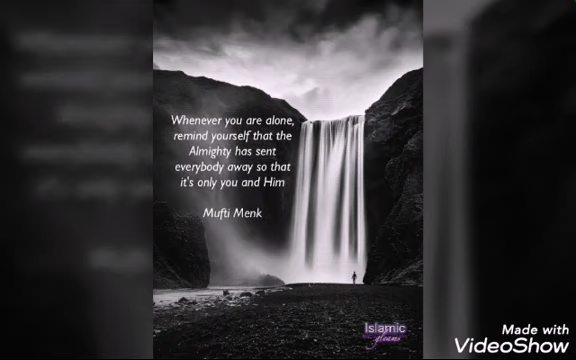 Whenever you are alone,
remind yourself that the
Almighty has sent
everybody away so that
it's only you and Him
Mufti Menk
Islamic
gleams
Made with
VideoShow